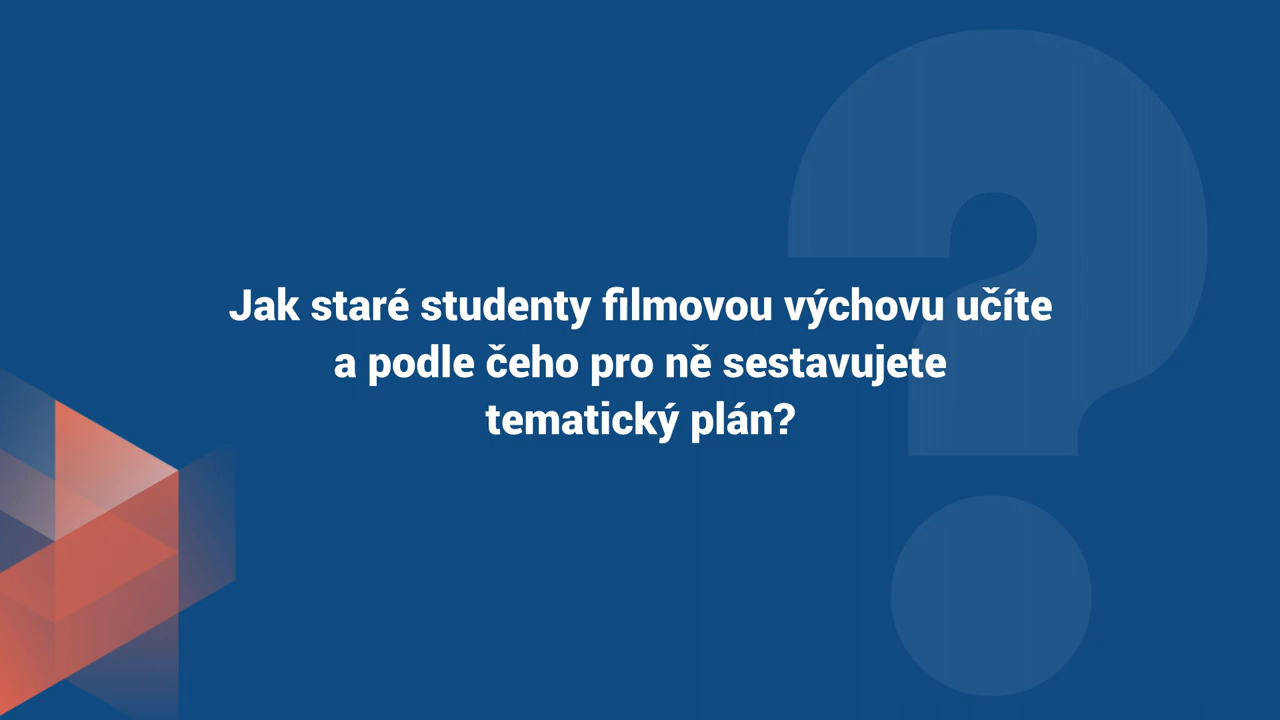 Jak staré studenty filmovou výchovu učíte
a podle čeho pro ně sestavujete
tematický plán?